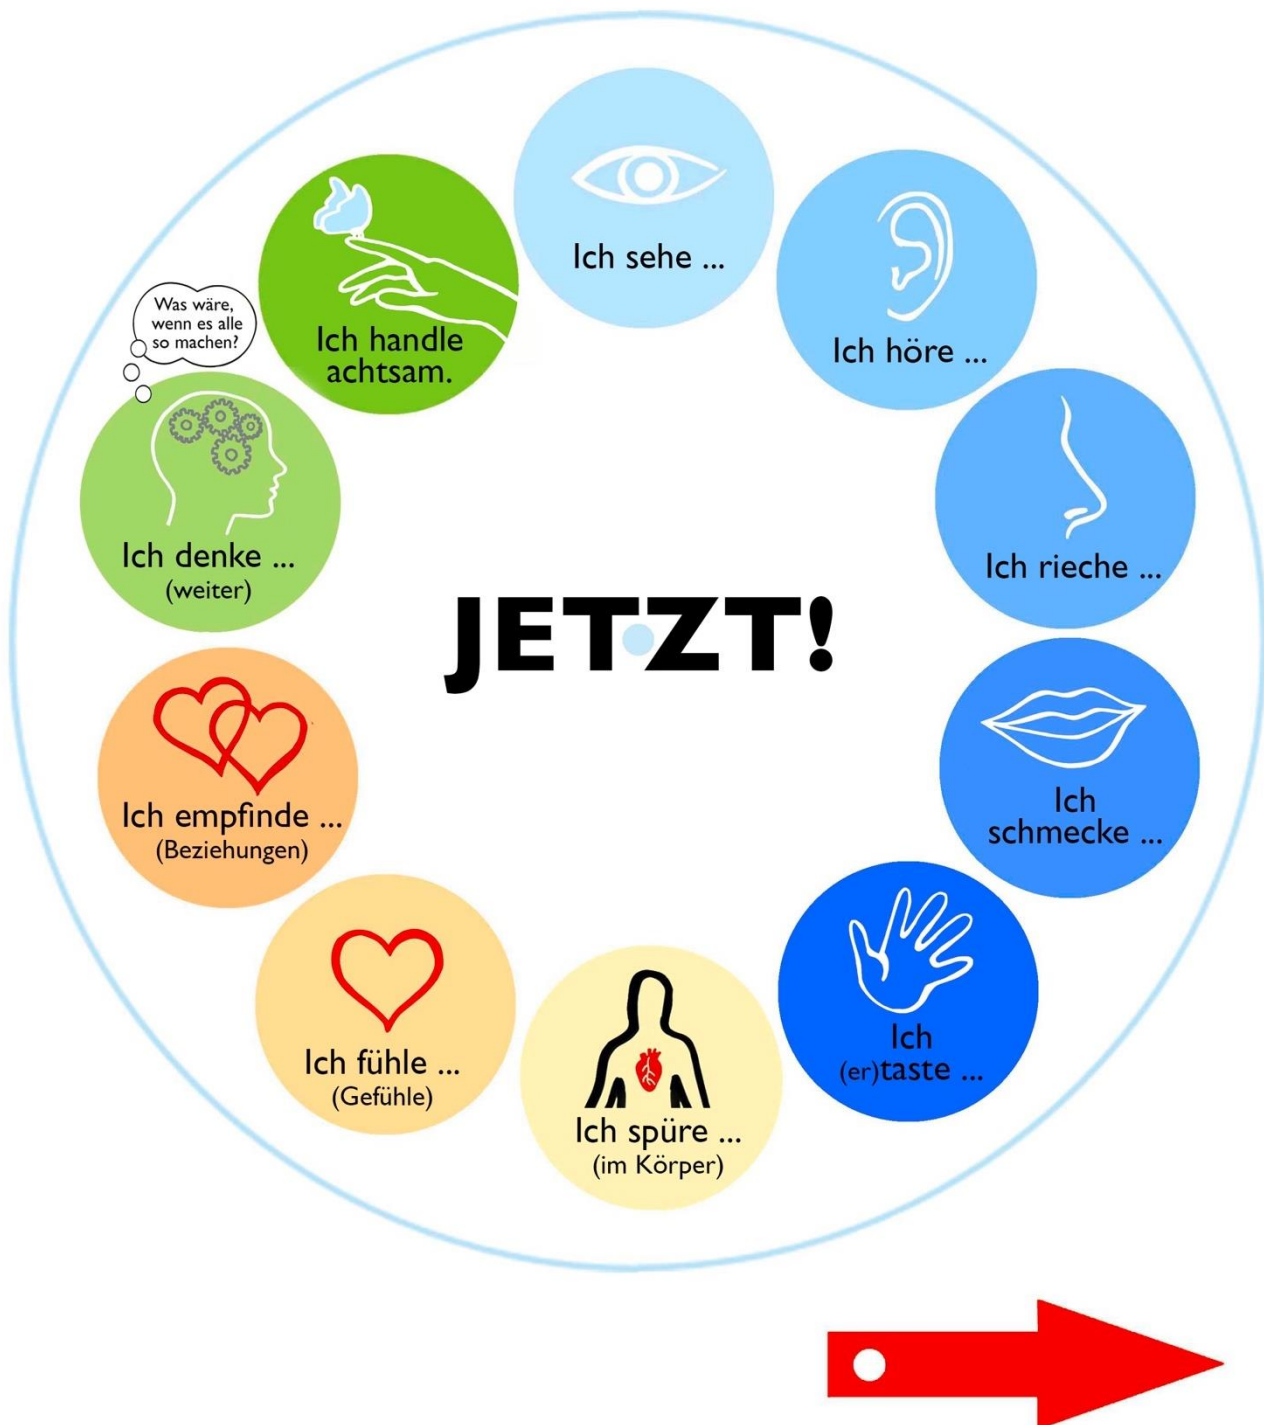 Ich sehe ...
Ich höre ...
Ich rieche ...
Ich
schmecke ...
Ich
(er)taste ...
Ich spüre ...
(im Körper)
Ich fühle ...
(Gefühle)
Ich empfinde ...
(Beziehungen)
Ich denke ...
(weiter)
Was wäre,
wenn es alle
so machen?
Ich handle
achtsam.
JETZT!